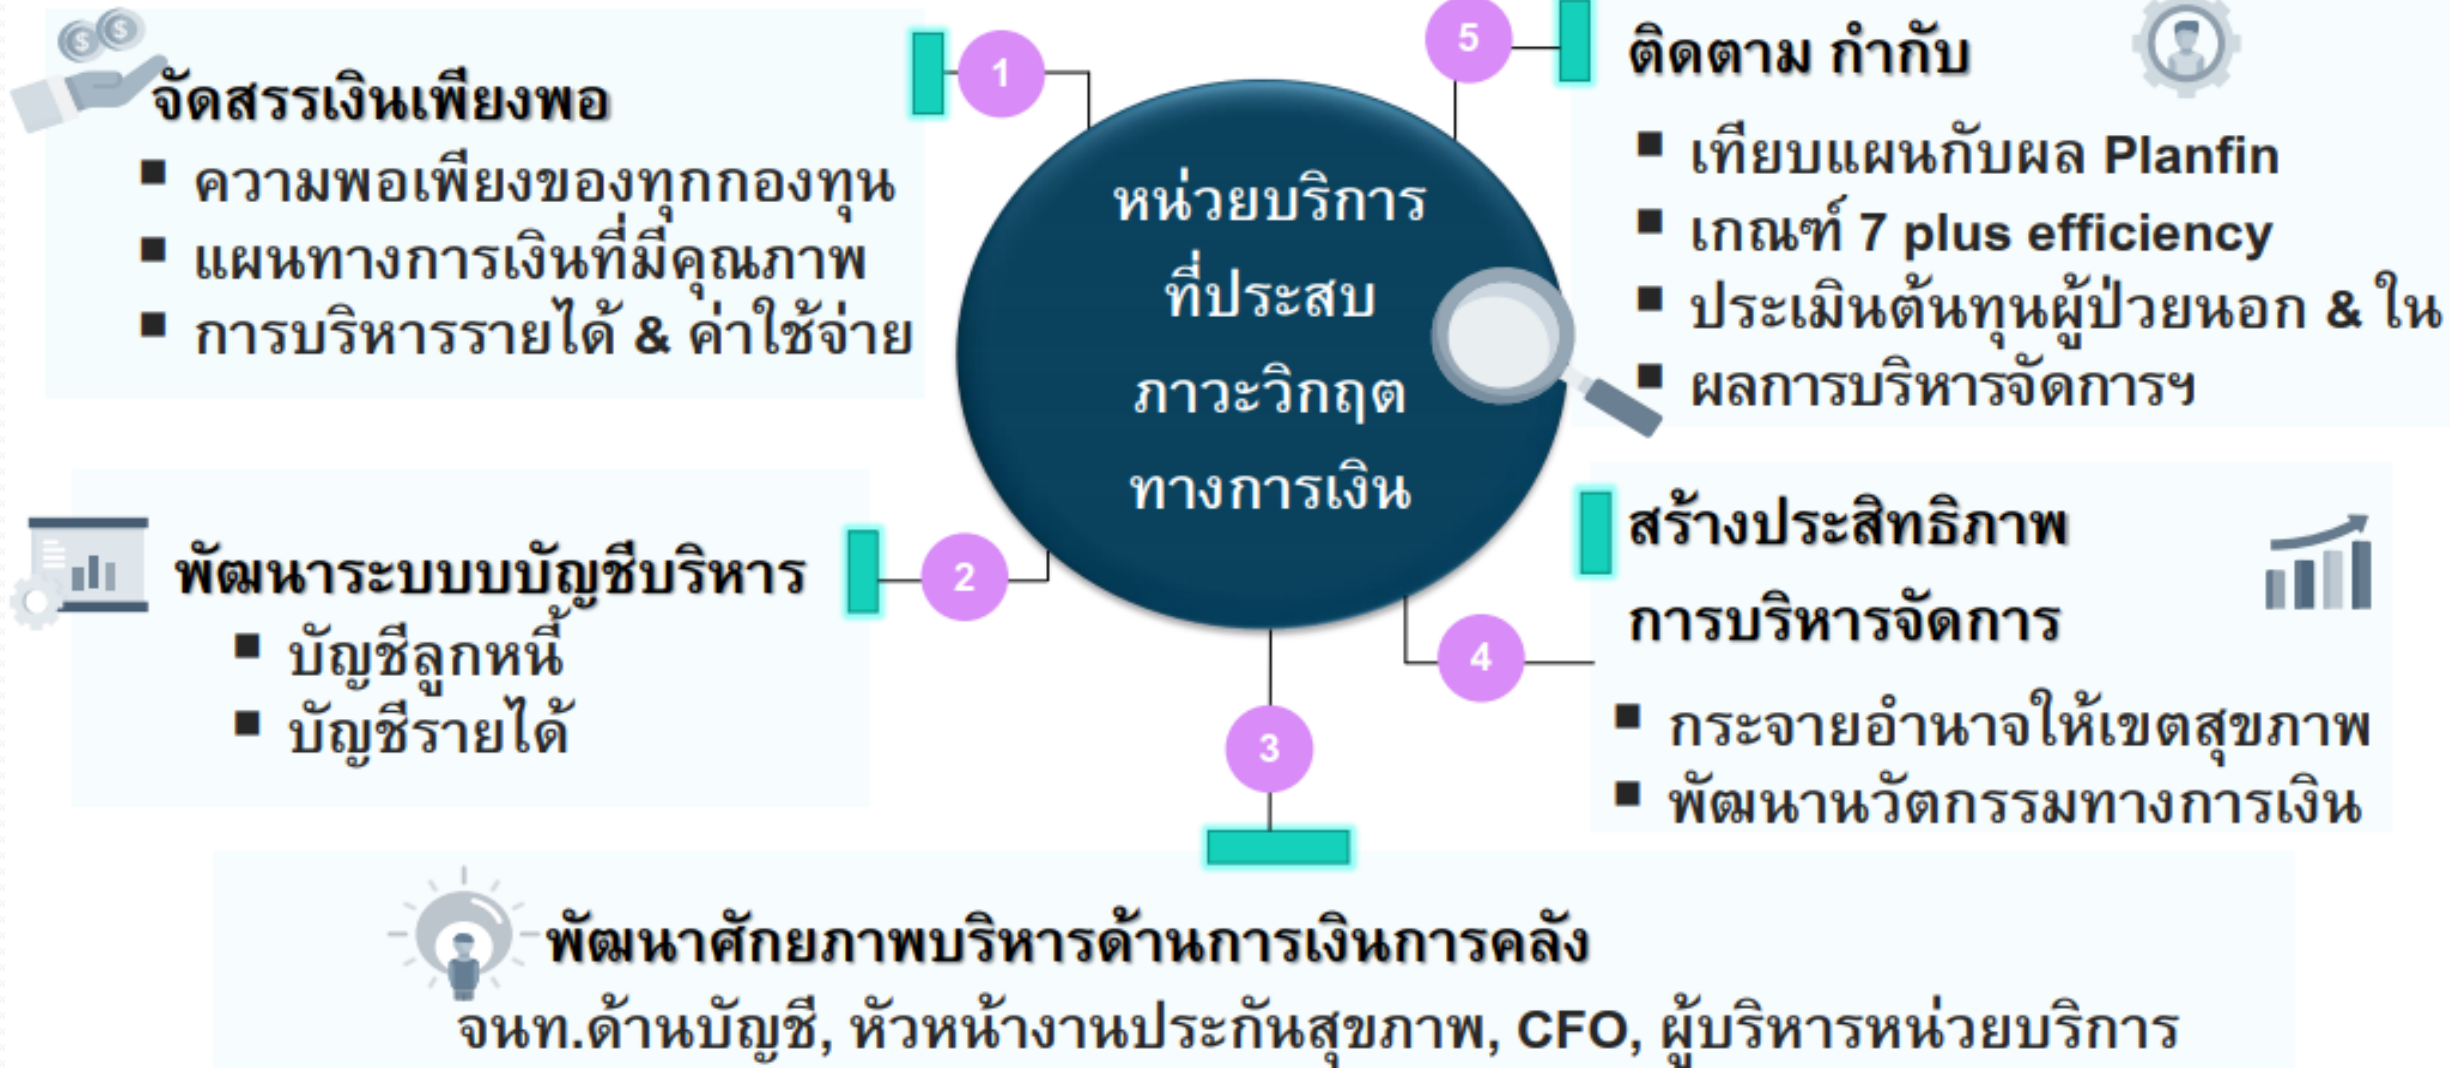 1
จัดสรรเงินเพียงพอ
■ ความพอเพียงของทุกกองทุน
■ แผนทางการเงินที่มีคุณภาพ
■ การบริหารรายได้ & ค่าใช้จ่าย
2
พัฒนาระบบบบัญชีบริหาร
■ บัญชีลูกหนี้
■ บัญชีรายได้
หน่วยบริการ
ที่ประสบ
ภาวะวิกฤต
ทางการเงิน
3
พัฒนาศักยภาพบริหารด้านการเงินการคลัง
จนท.ด้านบัญชี, หัวหน้างานประกันสุขภาพ, CFO, ผู้บริหารหน่วยบริการ
4
สร้างประสิทธิภาพ
การบริหารจัดการ
■ กระจายอำนาจให้เขตสุขภาพ
■ พัฒนานวัตกรรมทางการเงิน
5
ติดตาม กำกับ
■ เทียบแผนกับผล Planfin
■ เกณฑ์ 7 plus efficiency
■ ประเมินต้นทุนผู้ป่วยนอก & ใน
■ ผลการบริหารจัดการฯ